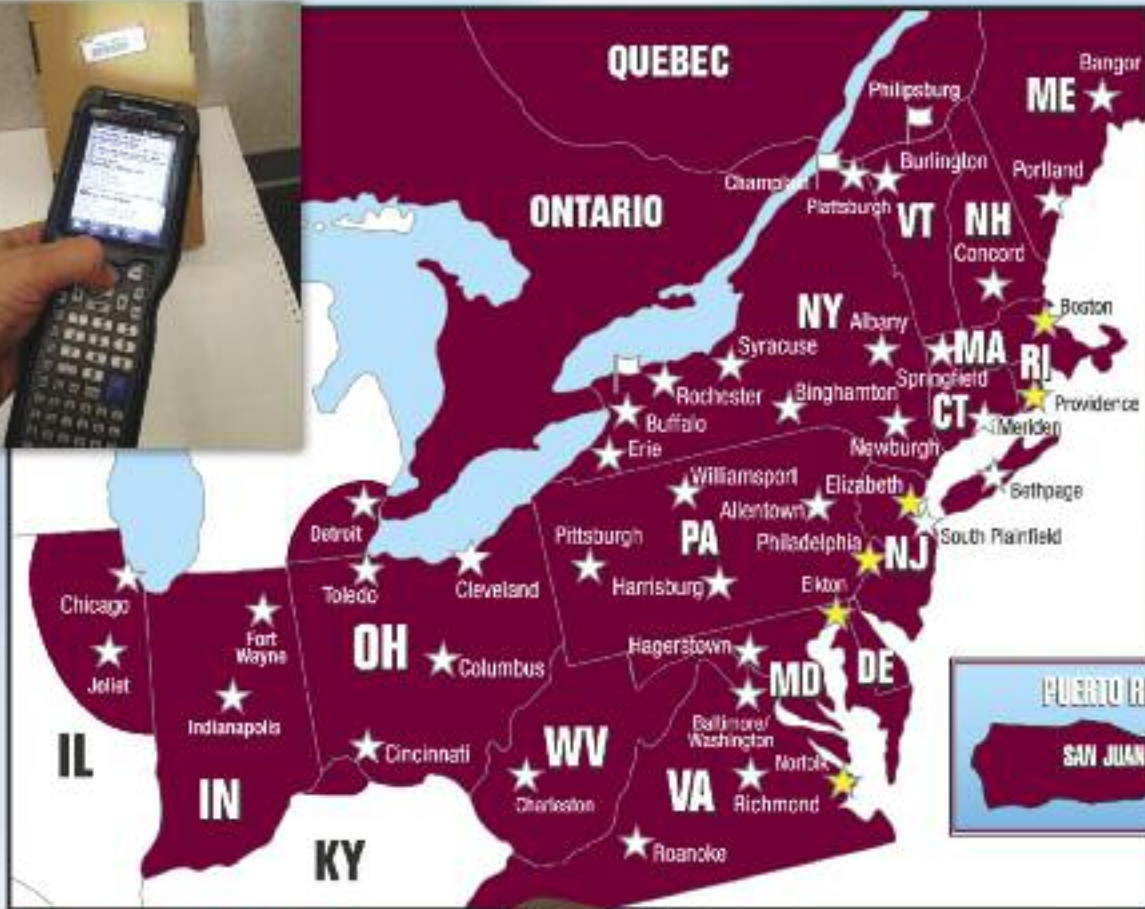 QUEBEC
Bangor
ME
Philipsburg
Burlington
Portland
Champlain
Plattsburgh
VT
NH
ONTARIO
Concord
NY
Albany
Boston
Syracuse
MA
RI
Springfield
Rochester
Binghamton
Providence
CT
Meriden
Buffalo
Newburgh
Erie
Williamsport
Elizabeth
Bethpage
Allentown
Detroit
Pittsburgh
PA
South Plainfield
Philadelphia
NJ
Elkton
Harrisburg
Toledo
Cleveland
Chicago
Fort
Wayne
OH
Hagerstown
Columbus
MD
DE
Joliet
PUERTO R
Indianapolis
Baltimore/
Washington
SAN JUAN
IL
Cincinnati
WV
Norfolk
IN
Charleston
VA
Richmond
KY
Roanoke